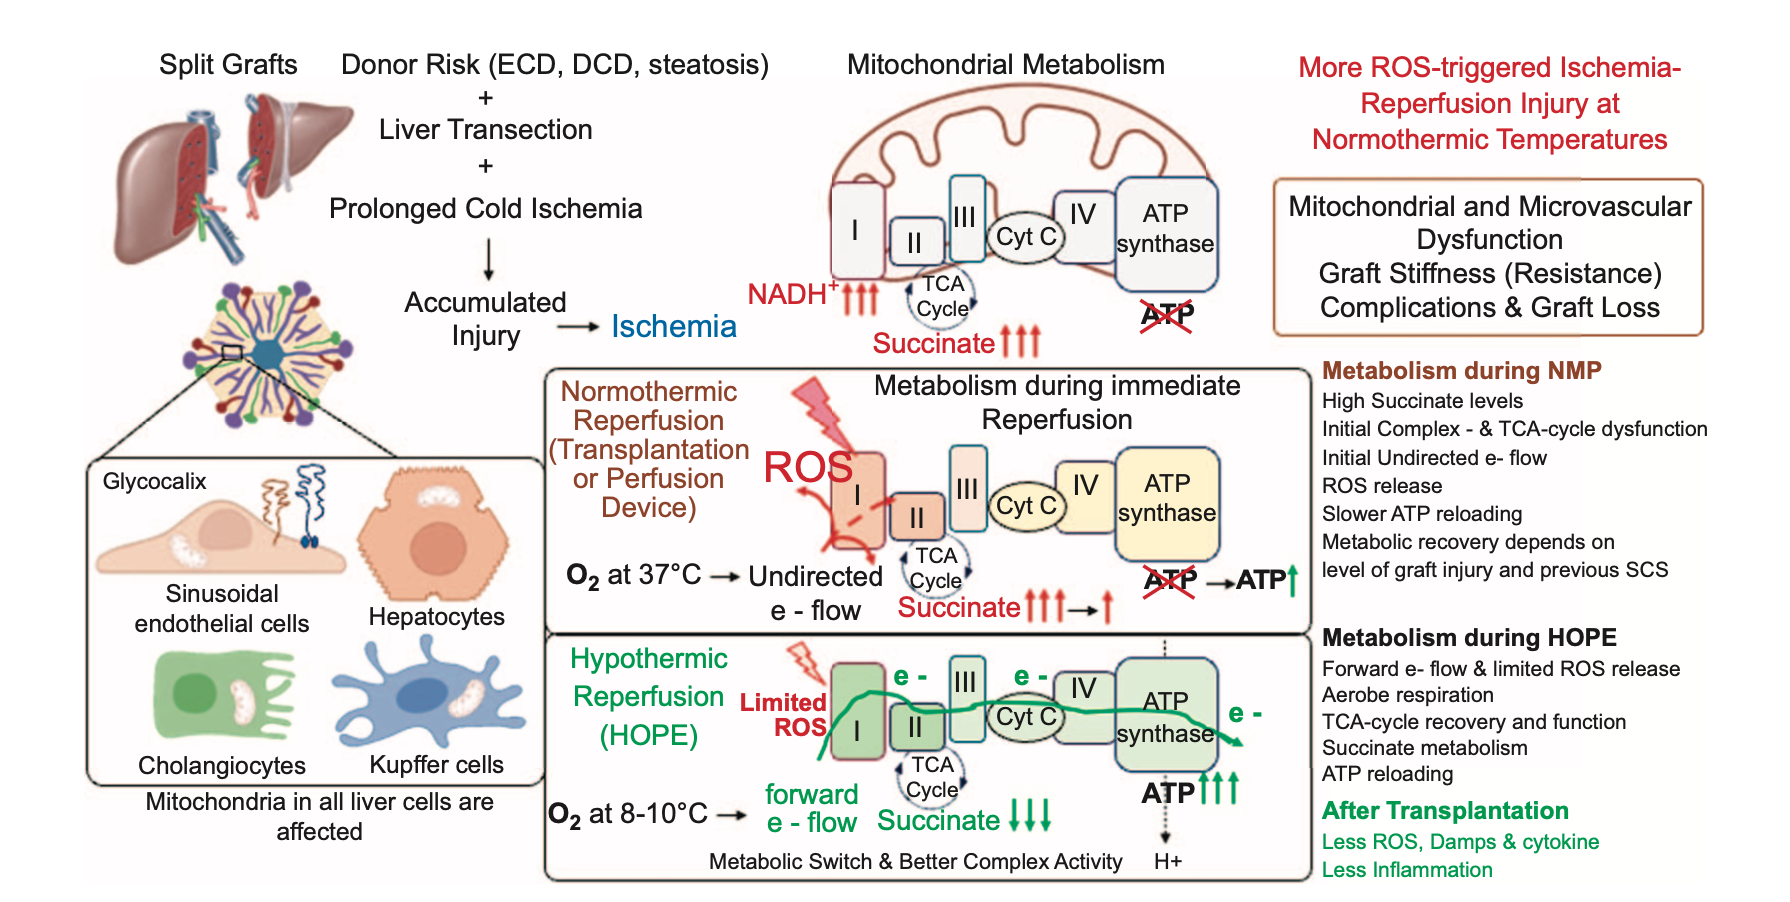 Split Grafts
Donor Risk (ECD, DCD, steatosis)
+
Liver Transection
+
Prolonged Cold Ischemia
Accumulated
Injury
Ischemia
Mitochondrial Metabolism
I
II
III
Cyt C
IV
ATP
synthase
NADH+
TCA
Cycle
Succinate
ATP
More ROS-triggered Ischemia-
Reperfusion Injury at
Normothermic Temperatures
Mitochondrial and Microvascular
Dysfunction
Graft Stiffness (Resistance)
Complications & Graft Loss
Glycocalix
Sinusoidal
endothelial cells
Hepatocytes
Cholangiocytes
Kupffer cells
Mitochondria in all liver cells are
affected
Normothermic
Reperfusion
(Transplantation
or Perfusion
Device)
Metabolism during immediate
Reperfusion
ROS
I
II
III
Cyt C
IV
ATP
synthase
O2 at 37°C
Undirected
e - flow
TCA
Cycle
Succinate
ATP
ATP
Metabolism during NMP
High Succinate levels
Initial Complex - & TCA-cycle dysfunction
Initial Undirected e- flow
ROS release
Slower ATP reloading
Metabolic recovery depends on
level of graft injury and previous SCS
Hypothermic
Reperfusion
(HOPE)
Limited
ROS
I
e -
II
III
e -
Cyt C
IV
ATP
synthase
e -
O2 at 8-10°C
forward
e - flow
TCA
Cycle
Succinate
ATP
Metabolic Switch & Better Complex Activity
H+
Metabolism during HOPE
Forward e- flow & limited ROS release
Aerobe respiration
TCA-cycle recovery and function
Succinate metabolism
ATP reloading
After Transplantation
Less ROS, Damps & cytokine
Less Inflammation